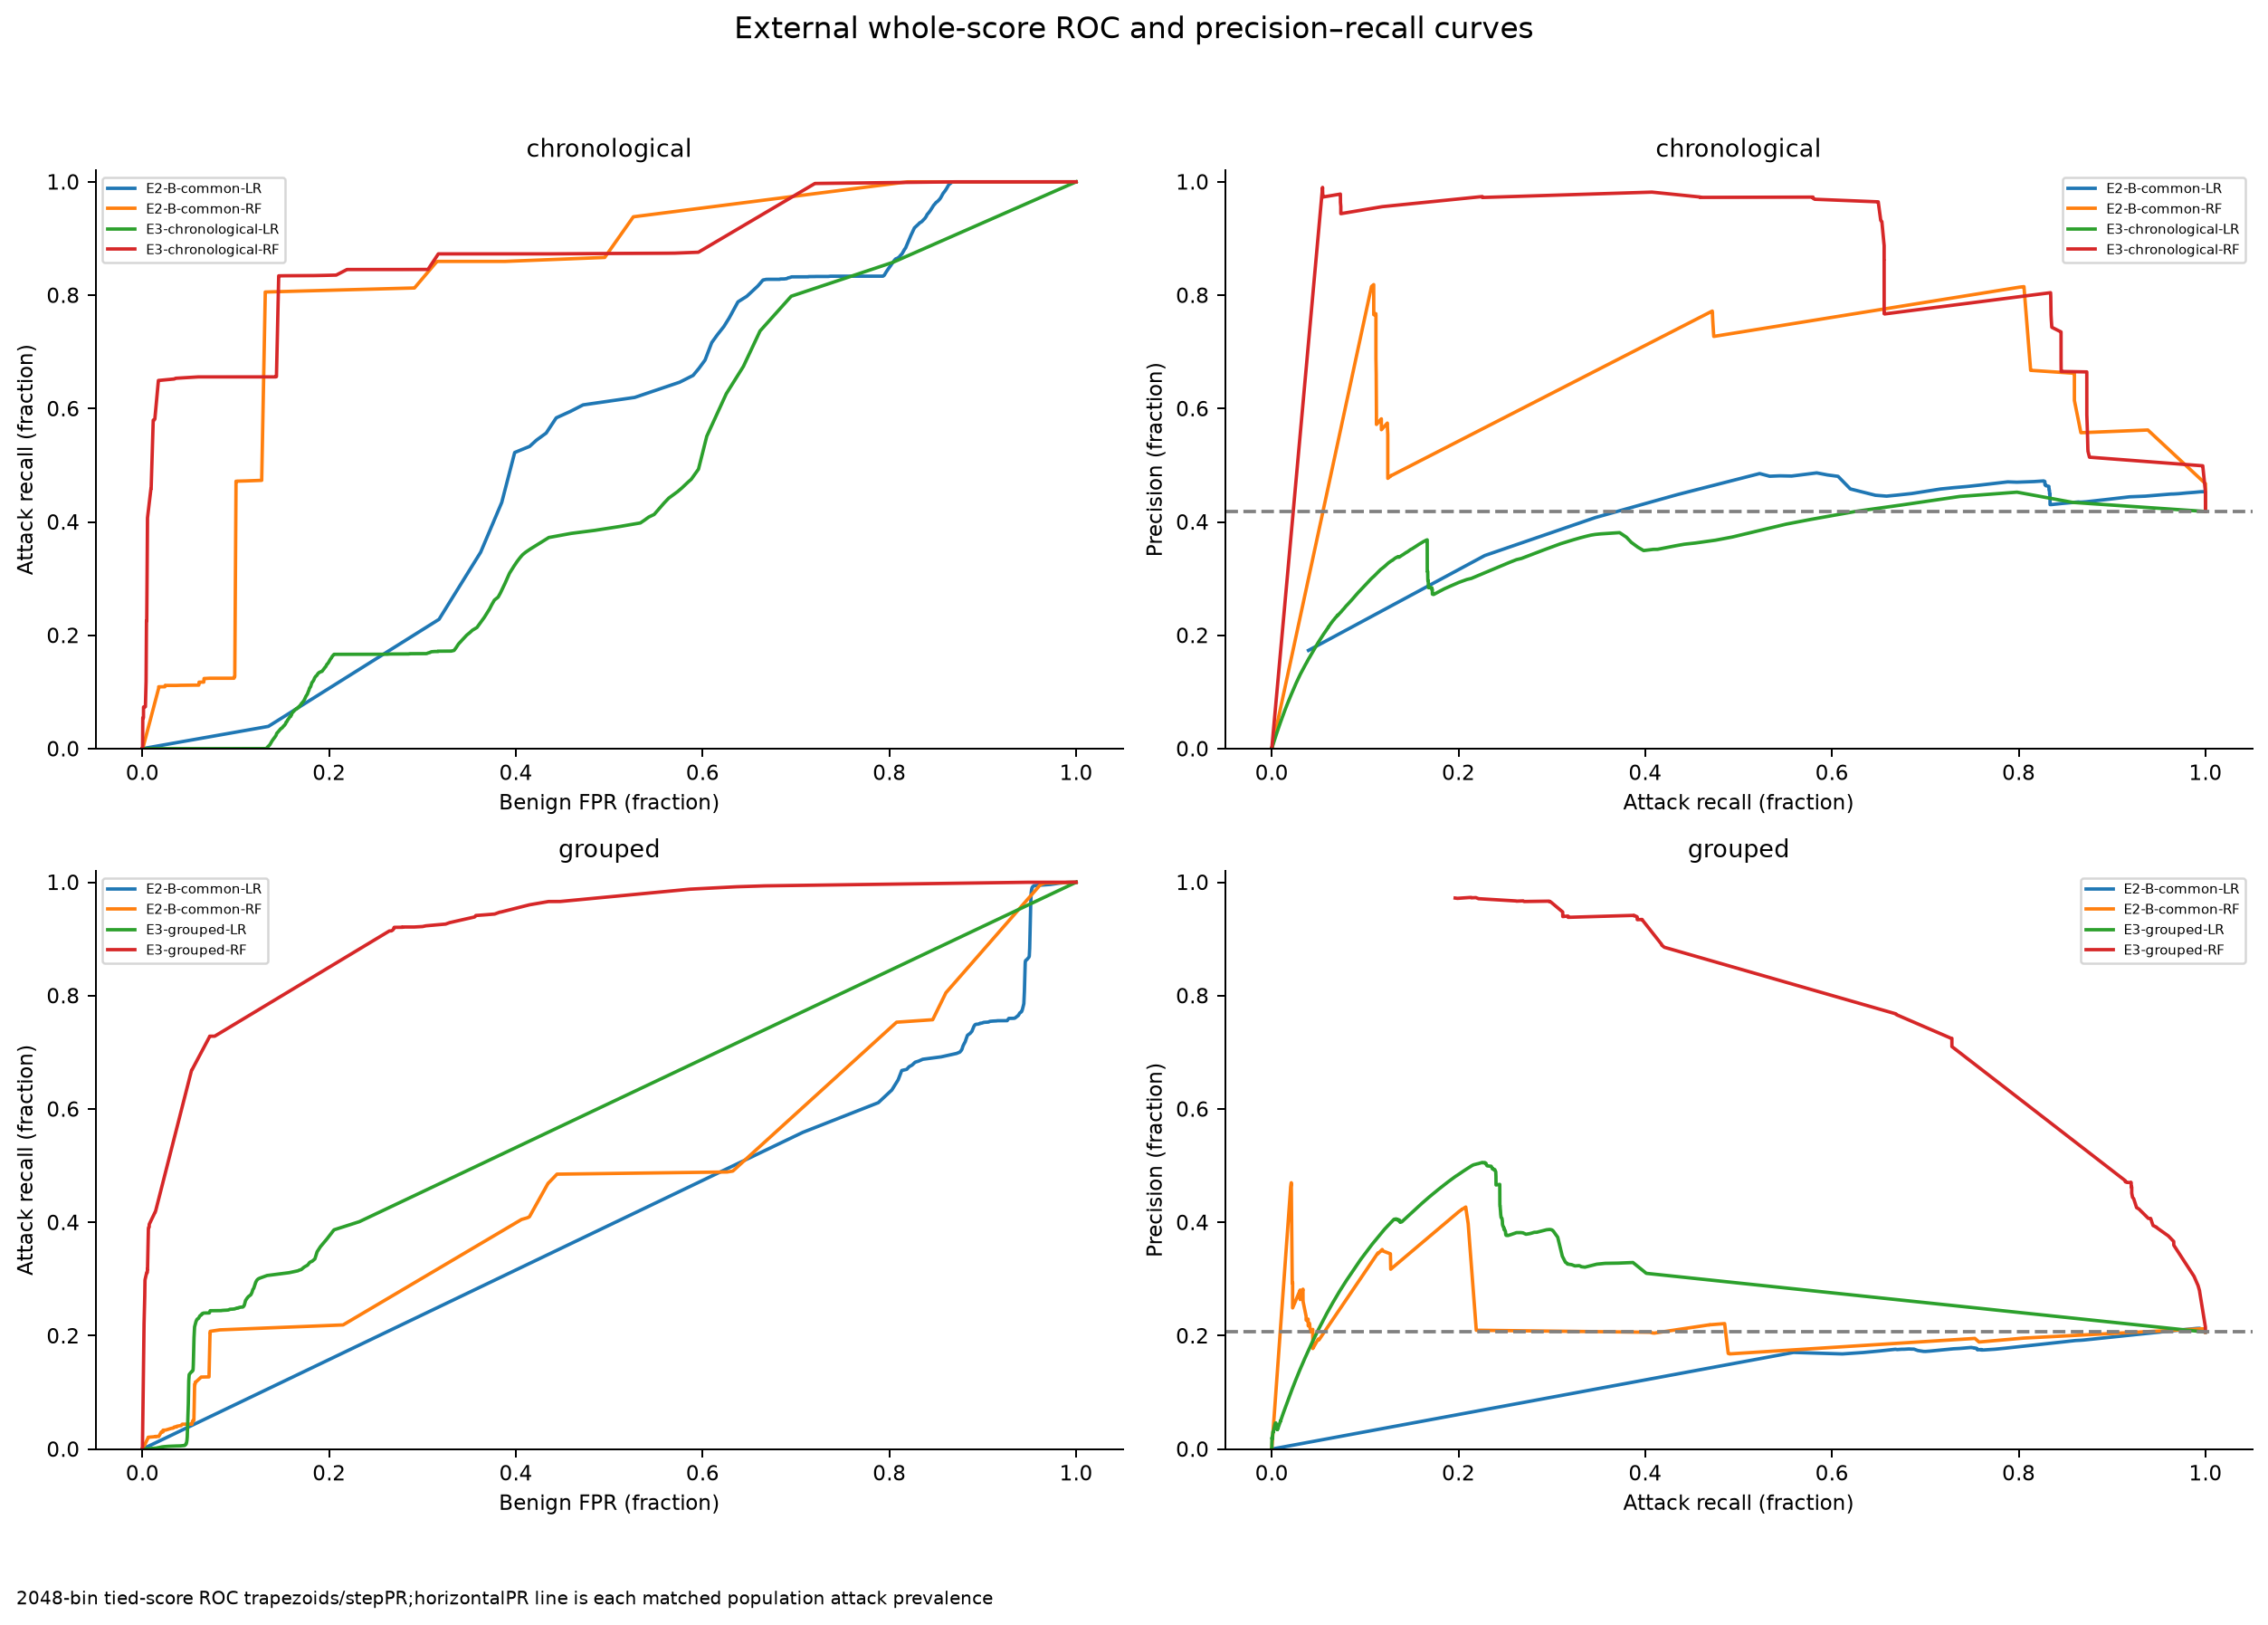 External whole-score ROC and precision–recall curves
chronological
E2-B-common-LR
E2-B-common-RF
E3-chronological-LR
E3-chronological-RF
Attack recall (fraction)
1.0
0.8
0.6
0.4
0.2
0.0
0.0 0.2 0.4 0.6 0.8 1.0
Benign FPR (fraction)
chronological
E2-B-common-LR
E2-B-common-RF
E3-chronological-LR
E3-chronological-RF
Precision (fraction)
1.0
0.8
0.6
0.4
0.2
0.0
0.0 0.2 0.4 0.6 0.8 1.0
Attack recall (fraction)
grouped
E2-B-common-LR
E2-B-common-RF
E3-grouped-LR
E3-grouped-RF
Attack recall (fraction)
1.0
0.8
0.6
0.4
0.2
0.0
0.0 0.2 0.4 0.6 0.8 1.0
Benign FPR (fraction)
grouped
E2-B-common-LR
E2-B-common-RF
E3-grouped-LR
E3-grouped-RF
Precision (fraction)
1.0
0.8
0.6
0.4
0.2
0.0
0.0 0.2 0.4 0.6 0.8 1.0
Attack recall (fraction)
2048-bin tied-score ROC trapezoids/stepPR;horizontalPR line is each matched population attack prevalence